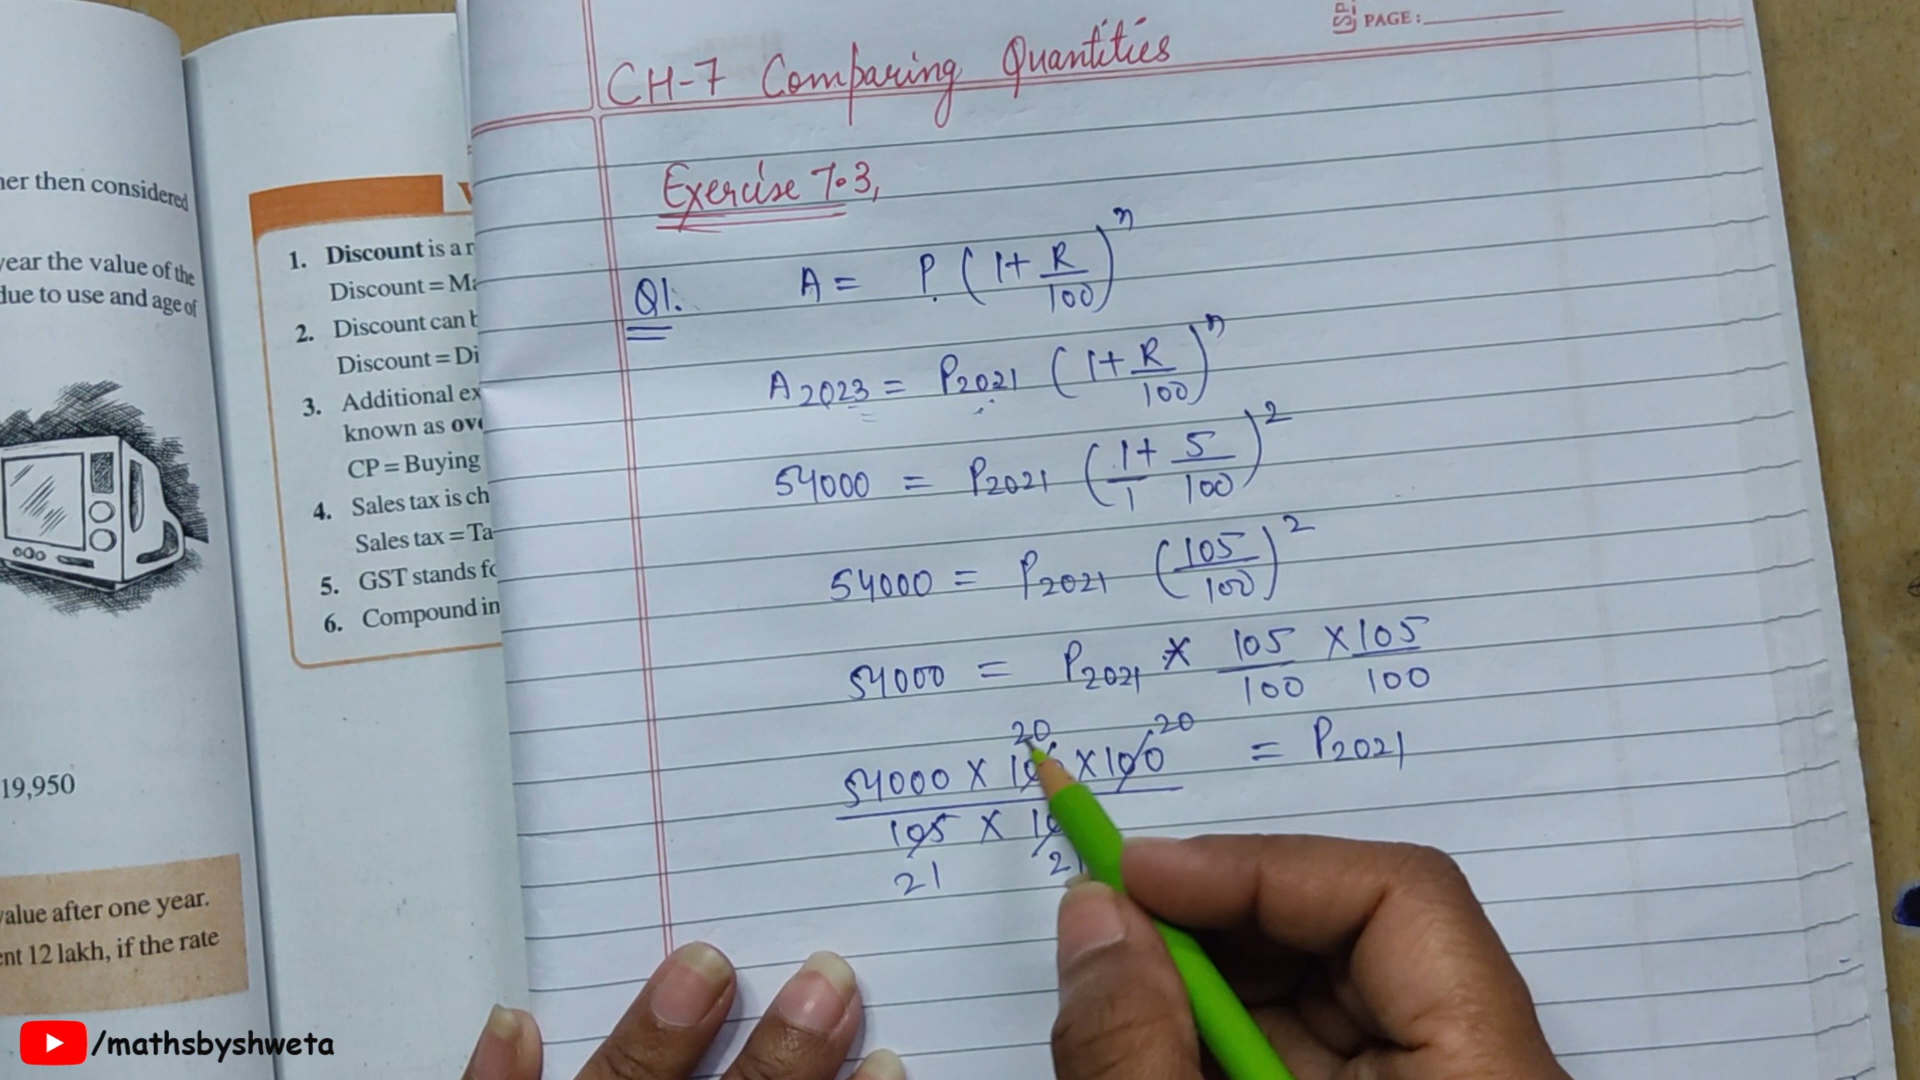 her then considered
year the value of the
due to use and age of
19,950
value after one year.
ent 12 lakh, if the rate
1. Discount is a r
Discount = Ma
2. Discount can b
Discount = Di
3. Additional ex
known as ove
CP = Buying
4. Sales tax is ch
Sales tax = Ta
5. GST stands fo
6. Compound in
PAGE:
CH-7 Comparing Quantities
Exercise 7.3,
Q1. A = P (1 + R/100)^n
A2023 = P2021 (1 + R/100)^n
54000 = P2021 (1/1 + 5/100)^2
54000 = P2021 (105/100)^2
54000 = P2021 × 105/100 × 105/100
20 20
54000 × 100 × 100 = P2021
105 × 10
21 21
/mathsbyshweta